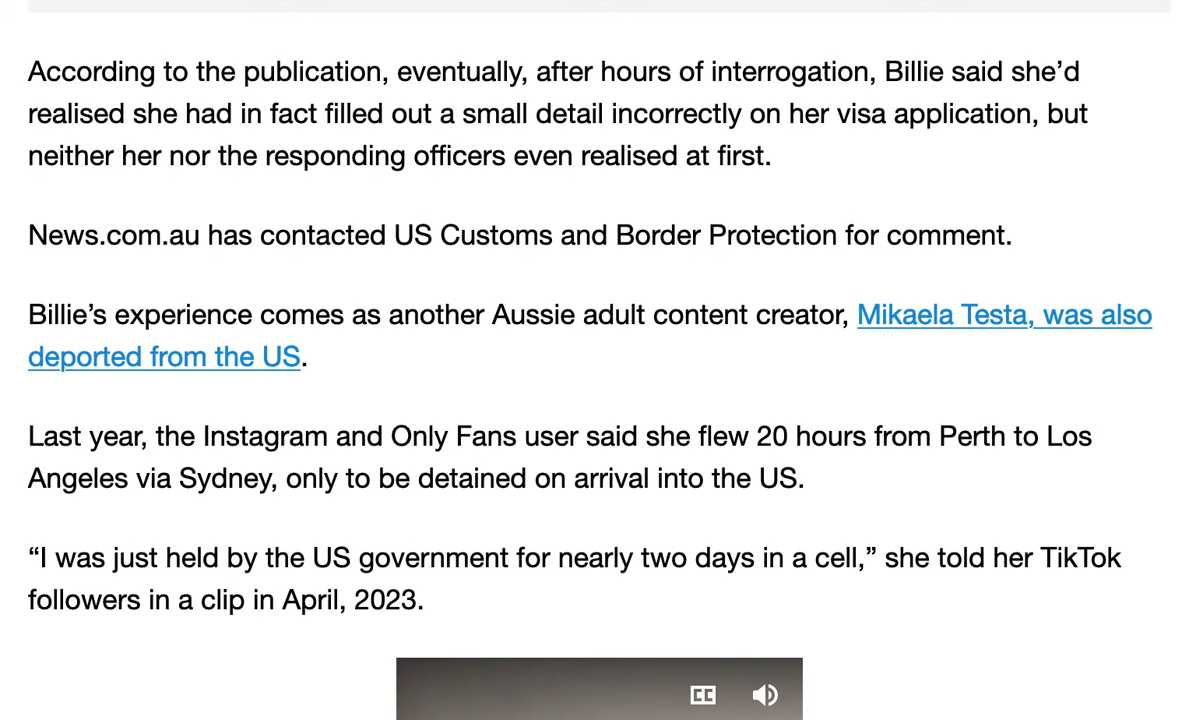 According to the publication, eventually, after hours of interrogation, Billie said she’d
realised she had in fact filled out a small detail incorrectly on her visa application, but
neither her nor the responding officers even realised at first.
News.com.au has contacted US Customs and Border Protection for comment.
Billie’s experience comes as another Aussie adult content creator, Mikaela Testa, was also
deported from the US.
Last year, the Instagram and Only Fans user said she flew 20 hours from Perth to Los
Angeles via Sydney, only to be detained on arrival into the US.
“I was just held by the US government for nearly two days in a cell,” she told her TikTok
followers in a clip in April, 2023.
CC